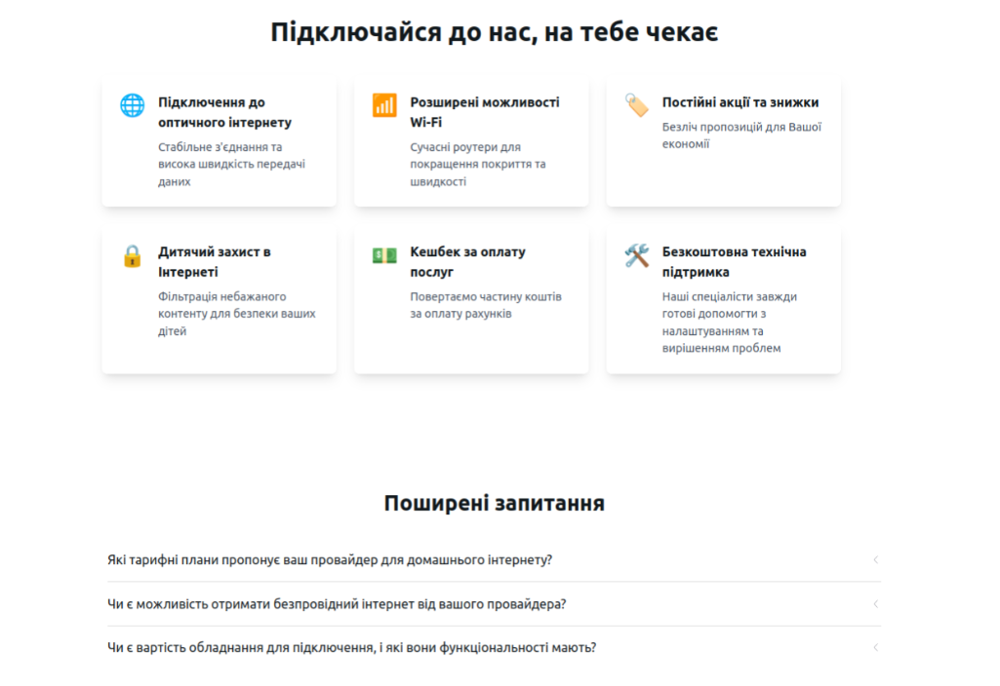 Підключайся до нас, на тебе чекає
Підключення до
оптичного інтернету
Стабільне з'єднання та
висока швидкість передачі
даних
Розширені можливості
Wi-Fi
Сучасні роутери для
покращення покриття та
швидкості
Постійні акції та знижки
Безліч пропозицій для Вашої
економії
Дитячий захист в
Інтернеті
Фільтрація небажаного
контенту для безпеки ваших
дітей
Кешбек за оплату
послуг
Повертаємо частину коштів
за оплату рахунків
Безкоштовна технічна
підтримка
Наші спеціалісти завжди
готові допомогти з
налаштуванням та
вирішенням проблем
Поширені запитання
Які тарифні плани пропонує ваш провайдер для домашнього інтернету?
Чи є можливість отримати безпровідний інтернет від вашого провайдера?
Чи є вартість обладнання для підключення, і які вони функціональності мають?